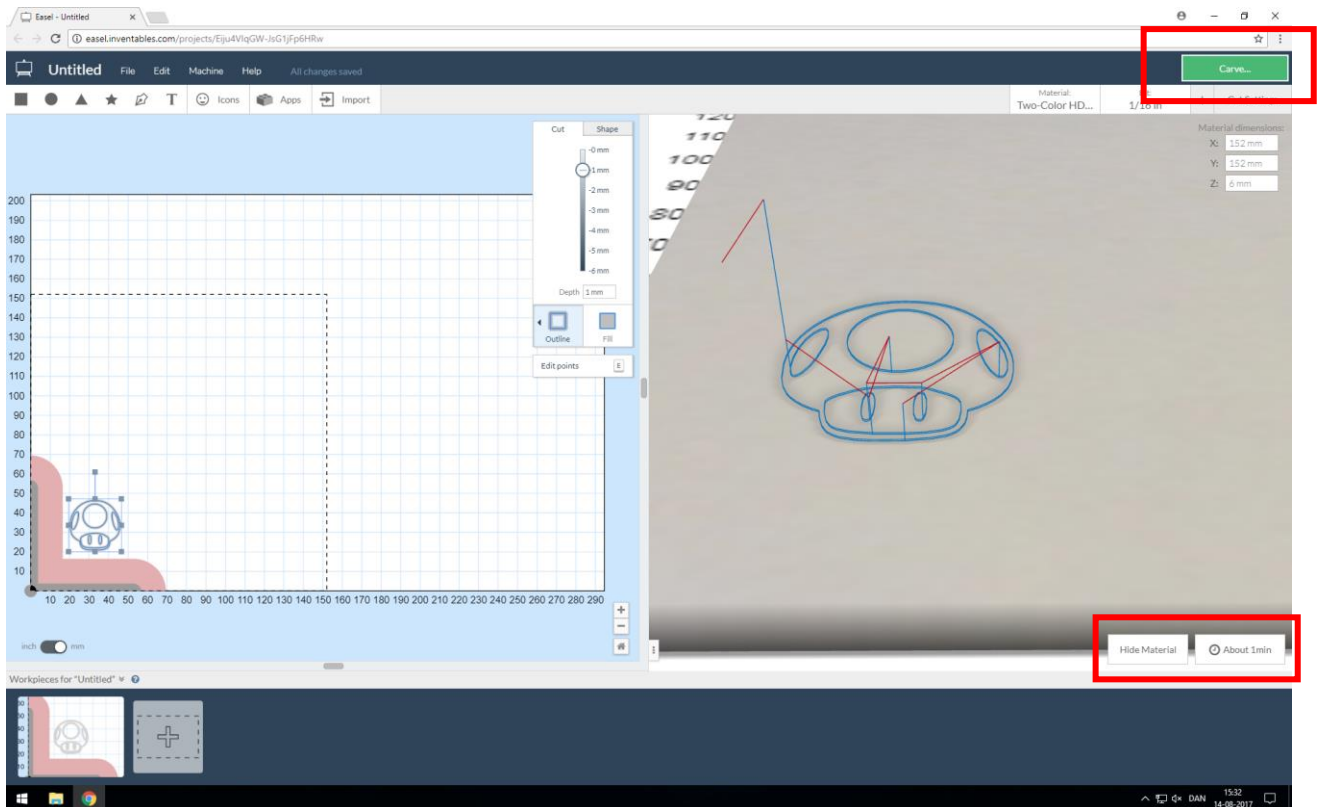 Easel - Untitled
easel.inventables.com/projects/Eiju4VlqGW-JsG1jFp6HRw
Untitled File Edit Machine Help All changes saved
Carve...
T Icons Apps Import
Material:
Two-Color HD...
1/16 in
Cut Shape
-0 mm
-1 mm
-2 mm
-3 mm
-4 mm
-5 mm
-6 mm
Depth 1 mm
Outline Fill
Edit points E
Material dimensions:
X: 152 mm
Y: 152 mm
Z: 6 mm
120
110
100
90
80
200
190
180
170
160
150
140
130
120
110
100
90
80
70
60
50
40
30
20
10
10 20 30 40 50 60 70 80 90 100 110 120 130 140 150 160 170 180 190 200 210 220 230 240 250 260 270 280 290
inch mm
Hide Material About 1min
Workpieces for "Untitled"
DAN
15:32
14-08-2017